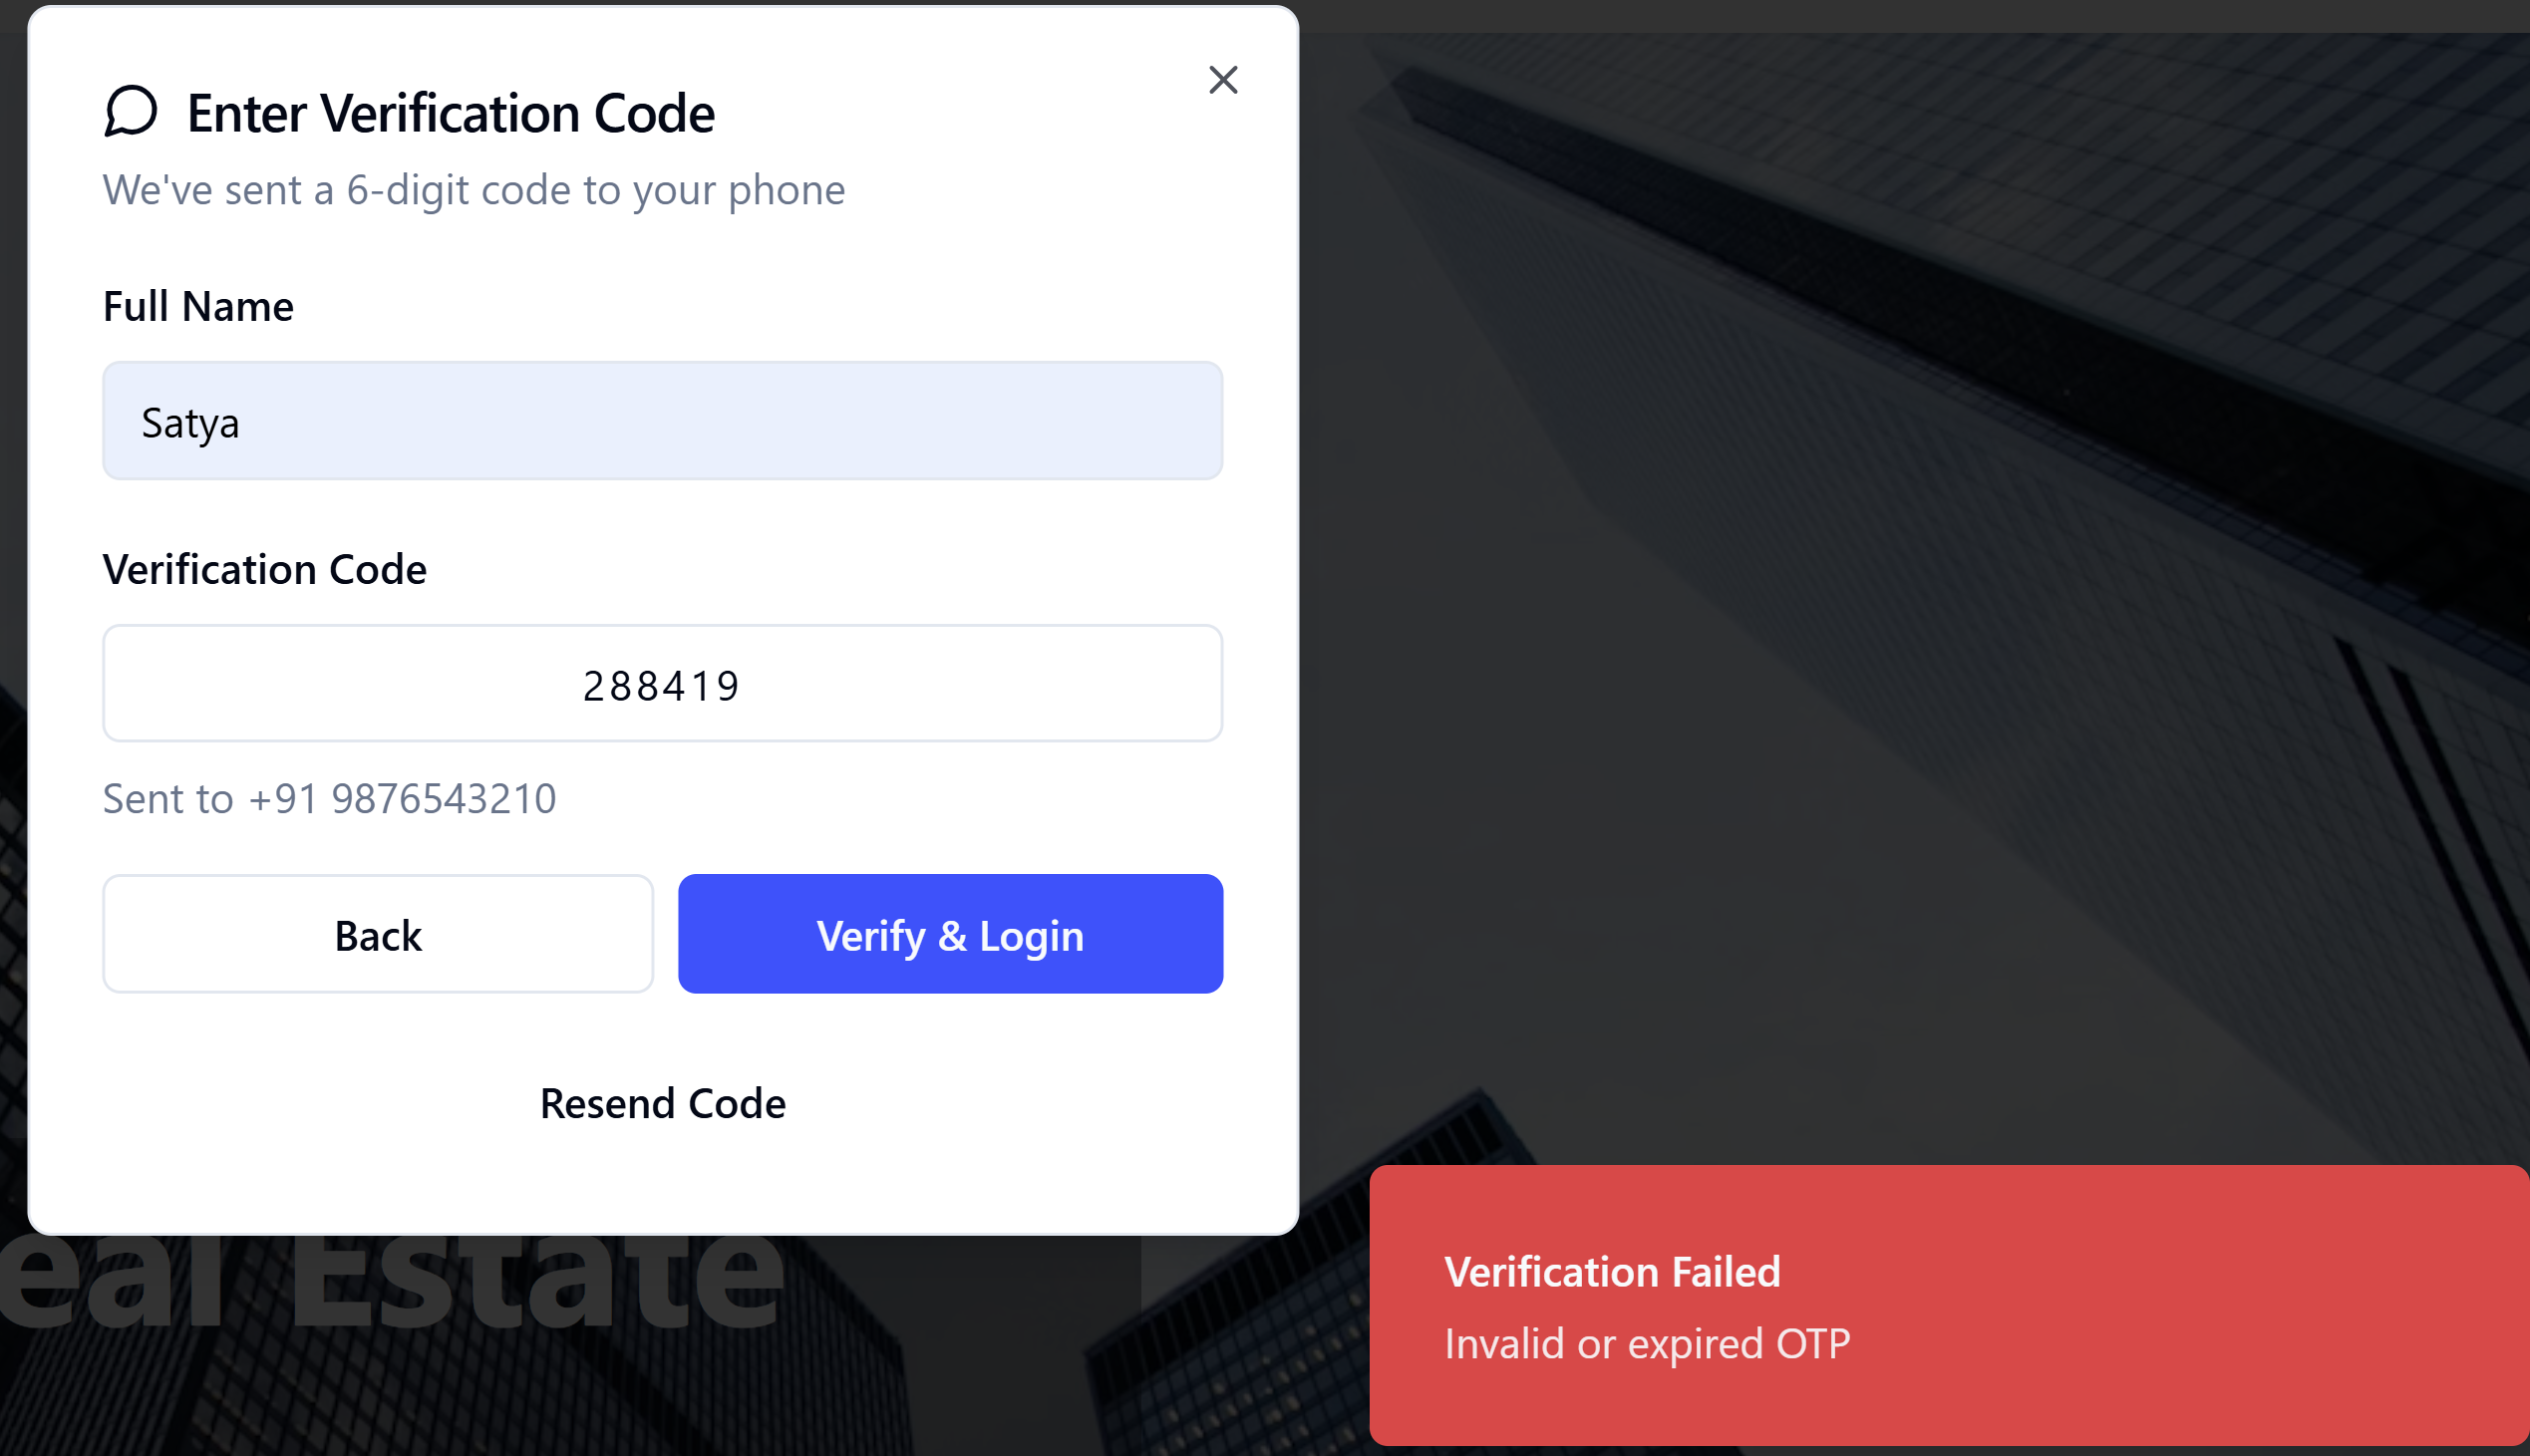 Enter Verification Code
We've sent a 6-digit code to your phone
Full Name
Satya
Verification Code
288419
Sent to +91 9876543210
Back
Verify & Login
Resend Code
eal Estate
Verification Failed
Invalid or expired OTP